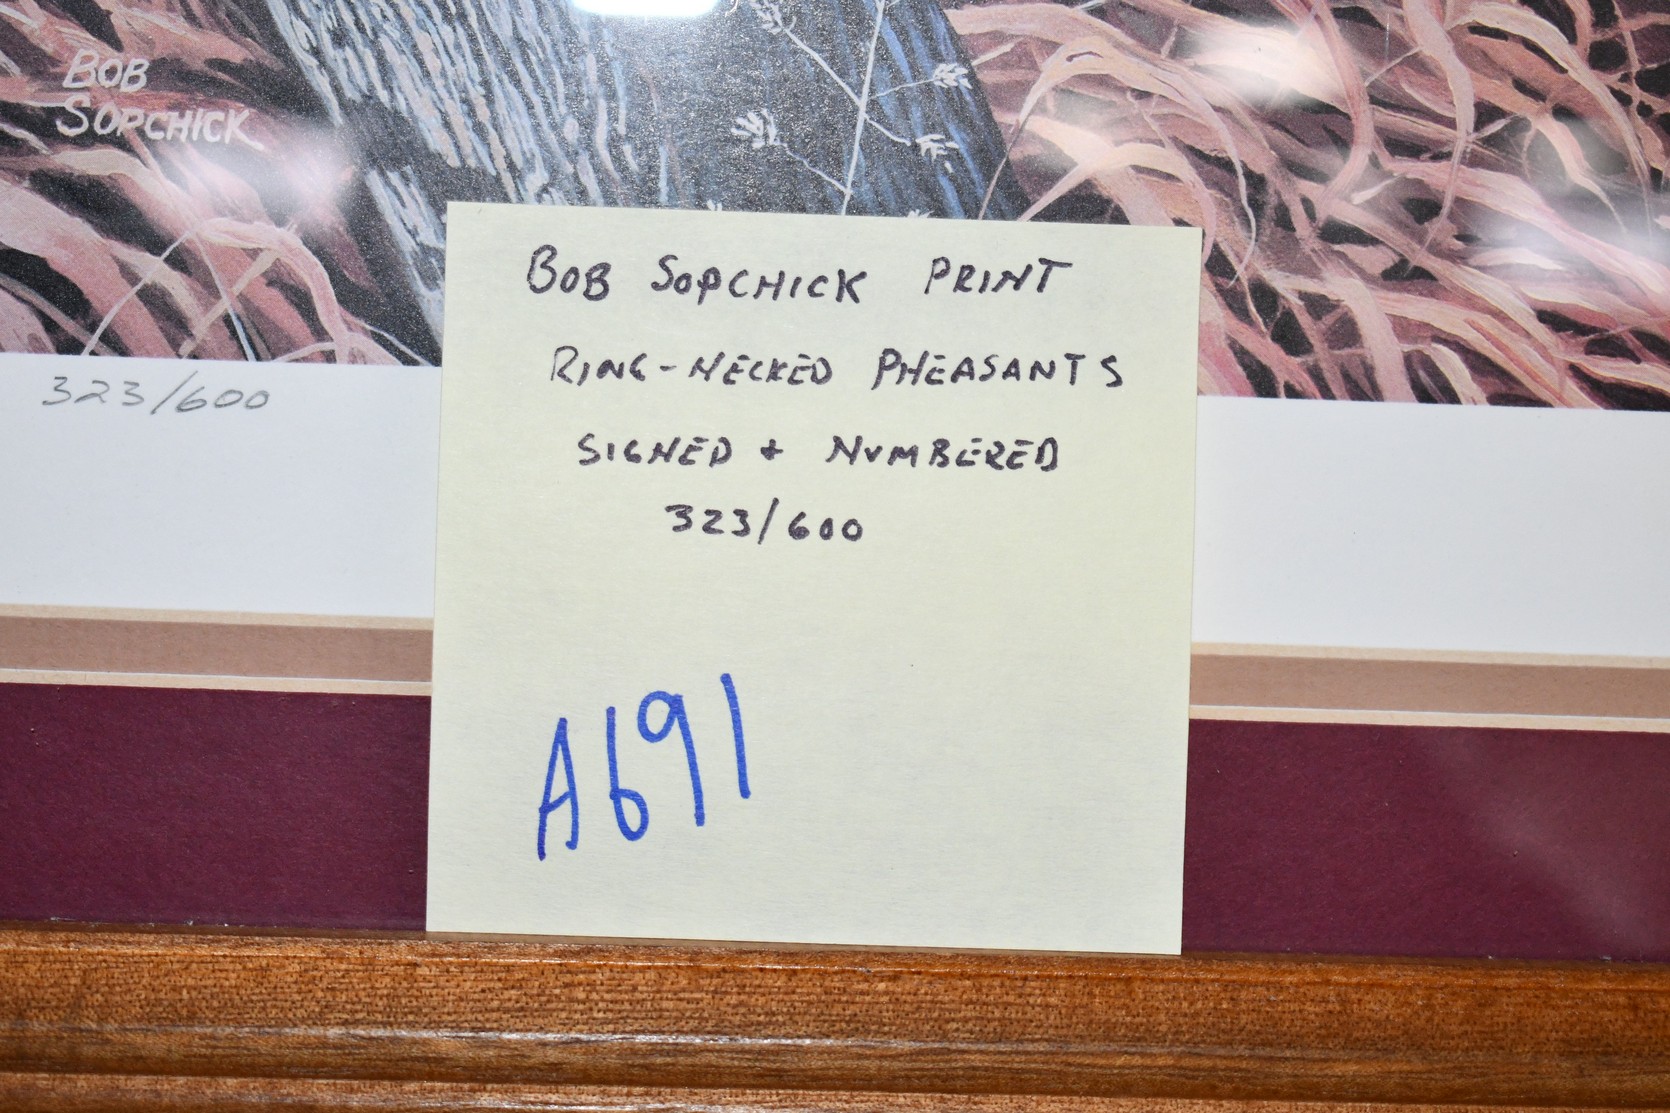 BOB
SOPCHICK
323/600
BOB SOPCHICK PRINT
RING-NECKED PHEASANTS
SIGNED + NUMBERED
323/600
A691